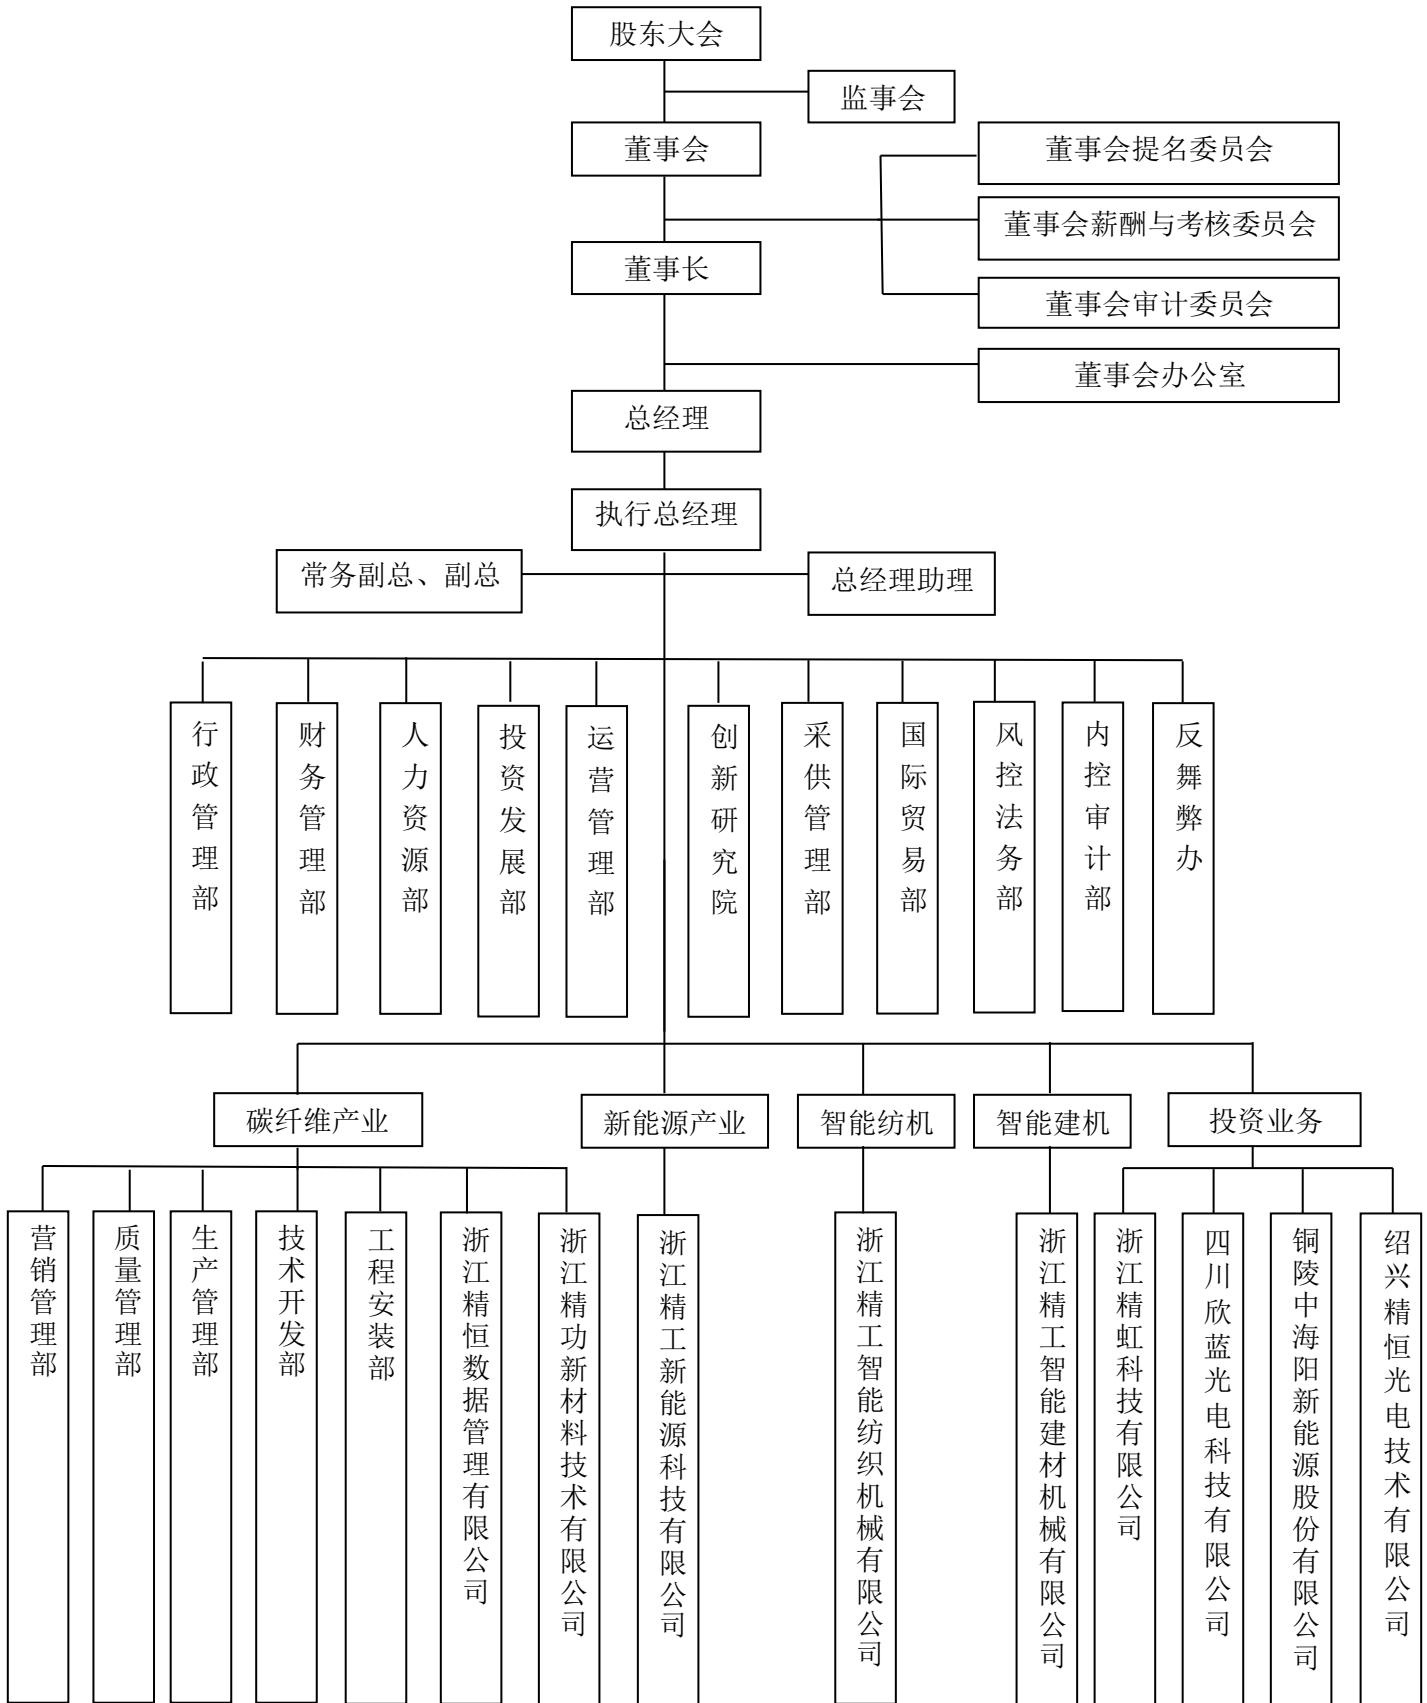 股东大会
监事会
董事会
董事会提名委员会
董事会薪酬与考核委员会
董事长
董事会审计委员会
董事会办公室
总经理
执行总经理
常务副总、副总
总经理助理
行政管理部
财务管理部
人力资源部
投资发展部
运营管理部
创新研究院
采供管理部
国际贸易部
风控法务部
内控审计部
反舞弊办
碳纤维产业
新能源产业
智能纺机
智能建机
投资业务
营销管理部
质量管理部
生产管理部
技术开发部
工程安装部
浙江精恒数据管理有限公司
浙江精功新材料技术有限公司
浙江精工新能源科技有限公司
浙江精工智能纺织机械有限公司
浙江精工智能建材机械有限公司
浙江精虹科技有限公司
四川欣蓝光电科技有限公司
铜陵中海阳新能源股份有限公司
绍兴精恒光电技术有限公司